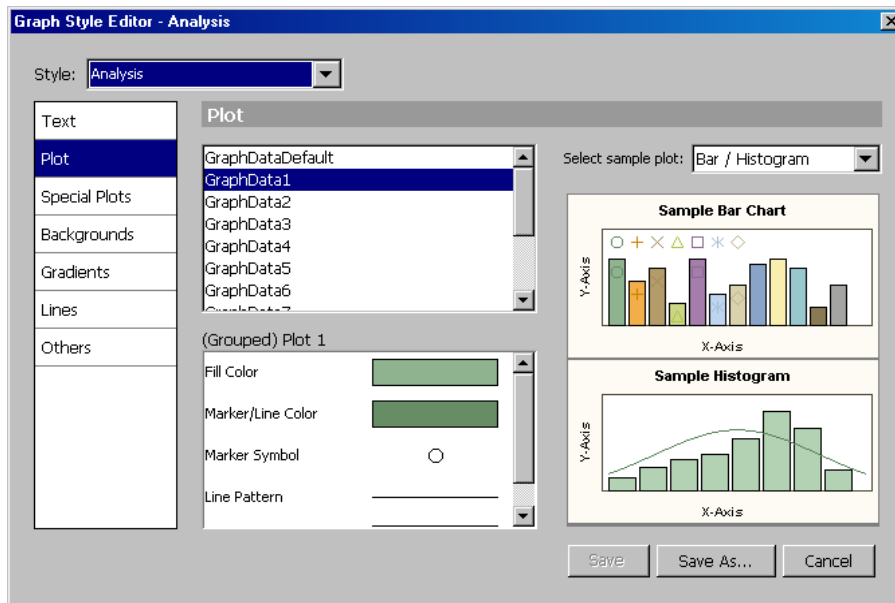 Graph Style Editor - Analysis
Style: Analysis
Text
Plot
Special Plots
Backgrounds
Gradients
Lines
Others
Plot
GraphDataDefault
GraphData1
GraphData2
GraphData3
GraphData4
GraphData5
GraphData6
(Grouped) Plot 1
Fill Color
Marker/Line Color
Marker Symbol
Line Pattern
Select sample plot: Bar / Histogram
Sample Bar Chart
Y-Axis
X-Axis
Sample Histogram
Y-Axis
X-Axis
Save
Save As...
Cancel